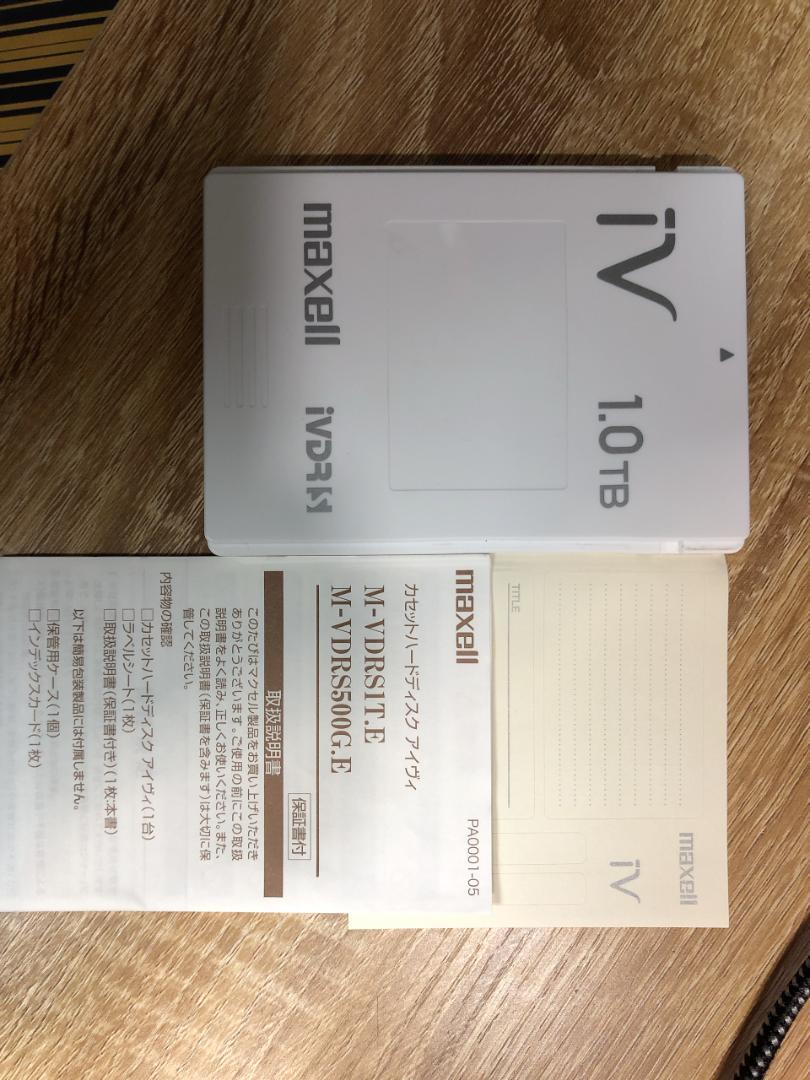 iV
1.0TB
maxell
iVDR-S
maxell
PA0001-05
カセットハードディスク アイヴィ
M-VDRS1T.E
M-VDRS500G.E
保証書付
取扱説明書
このたびはマクセル製品をお買い上げいただき
ありがとうございます。ご使用の前にこの取扱
説明書をよく読み、正しくお使いください。また、
この取扱説明書(保証書を含みます)は大切に保
管してください。
内容物の確認
□カセットハードディスク アイヴィ(1台)
□ラベルシート(1枚)
□取扱説明書(保証書付き)(1枚:本書)
以下は簡易包装製品には付属しません。
□保管用ケース(1個)
□インデックスカード(1枚)
maxell
iV
TITLE